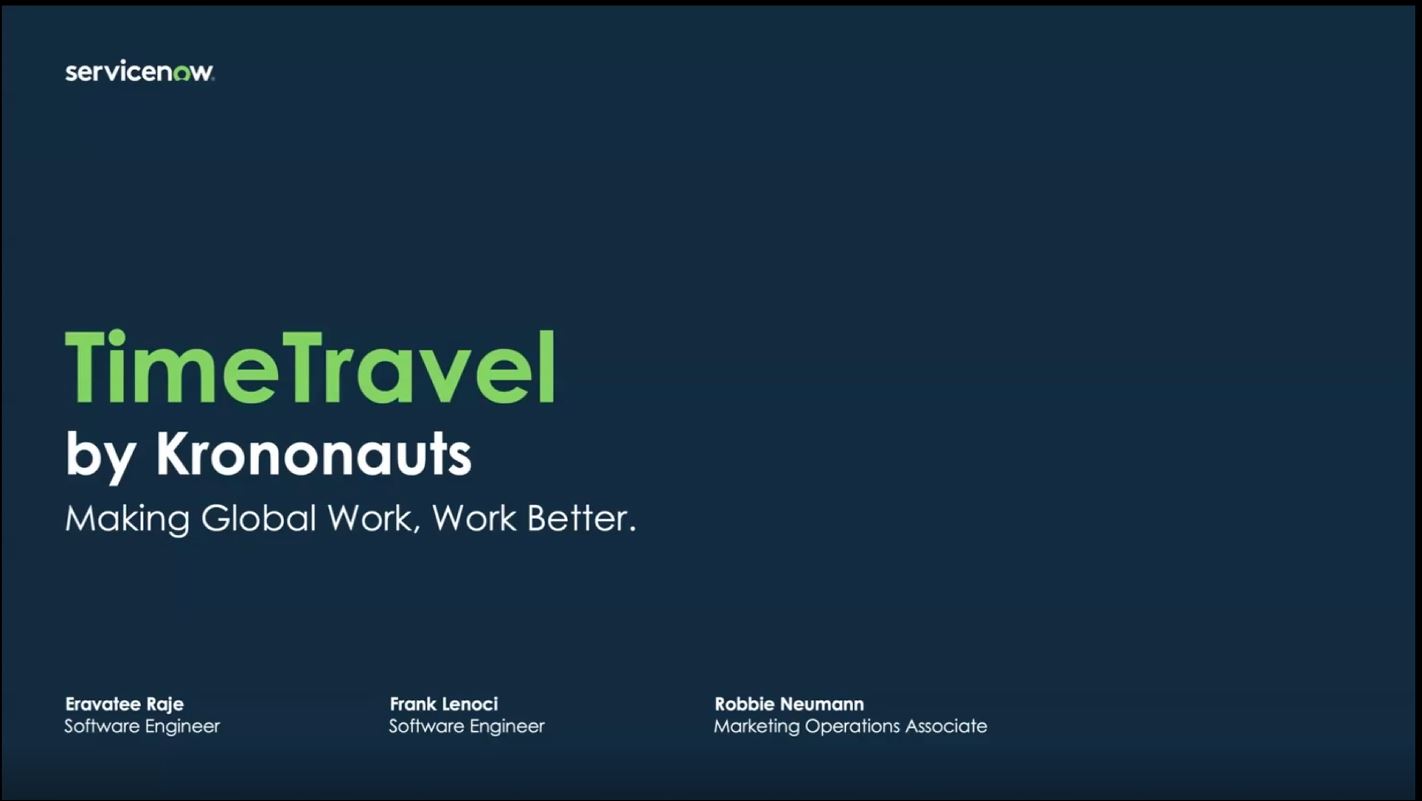 servicenow
TimeTravel
by Krononauts
Making Global Work, Work Better.
Eravatee Raje
Software Engineer
Frank Lenoci
Software Engineer
Robbie Neumann
Marketing Operations Associate